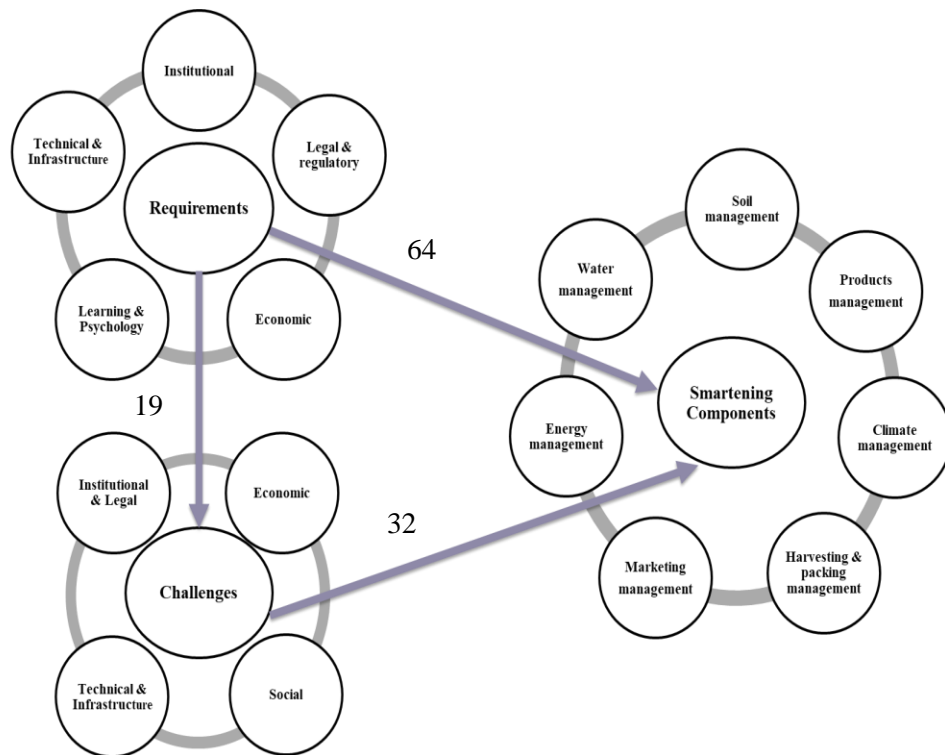 Institutional
Technical &
Infrastructure
Legal &
regulatory
Requirements
Learning &
Psychology
Economic
64
Soil
management
Water
management
Products
management
Smartening
Components
Energy
management
Climate
management
Marketing
management
Harvesting &
packing
management
19
Institutional
& Legal
Economic
32
Challenges
Technical &
Infrastructure
Social